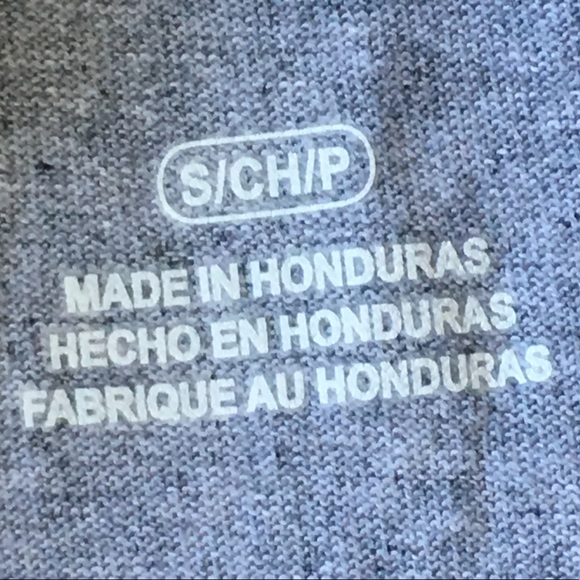 S/CH/P
MADE IN HONDURAS
HECHO EN HONDURAS
FABRIQUE AU HONDURAS